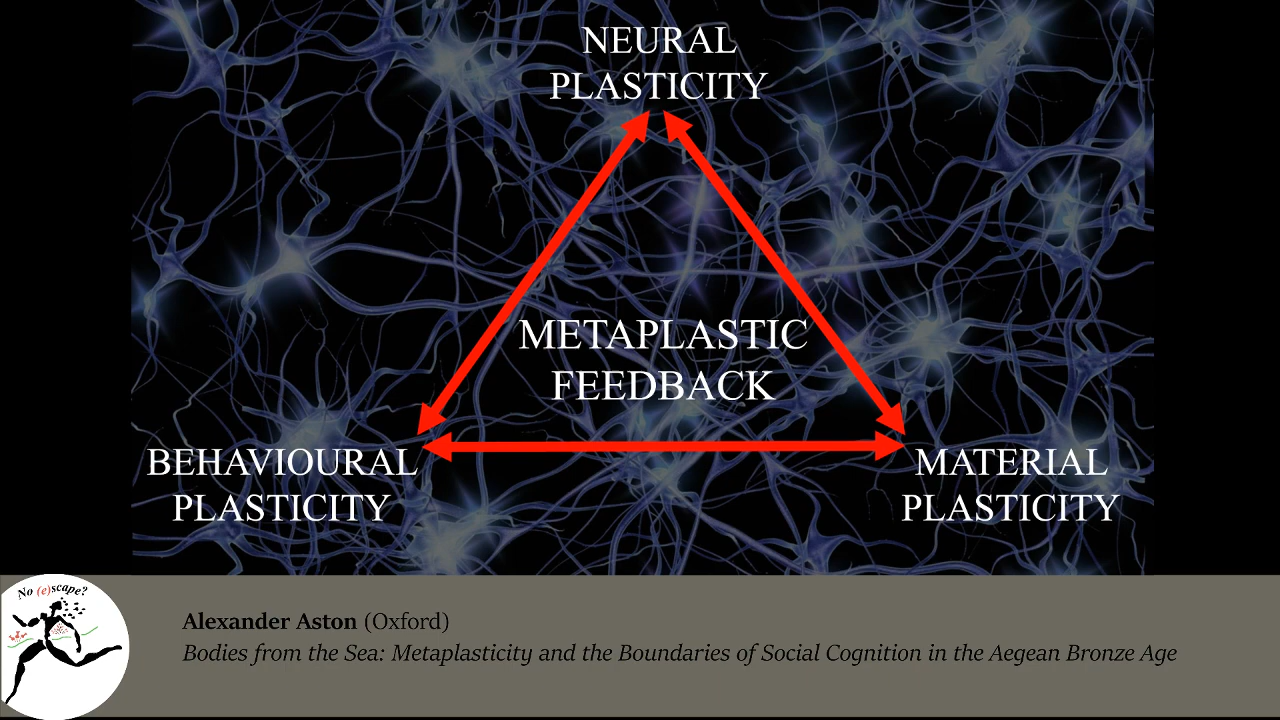 NEURAL
PLASTICITY
METAPLASTIC
FEEDBACK
BEHAVIOURAL
PLASTICITY
MATERIAL
PLASTICITY
No (e)scape?
Alexander Aston (Oxford)
Bodies from the Sea: Metaplasticity and the Boundaries of Social Cognition in the Aegean Bronze Age